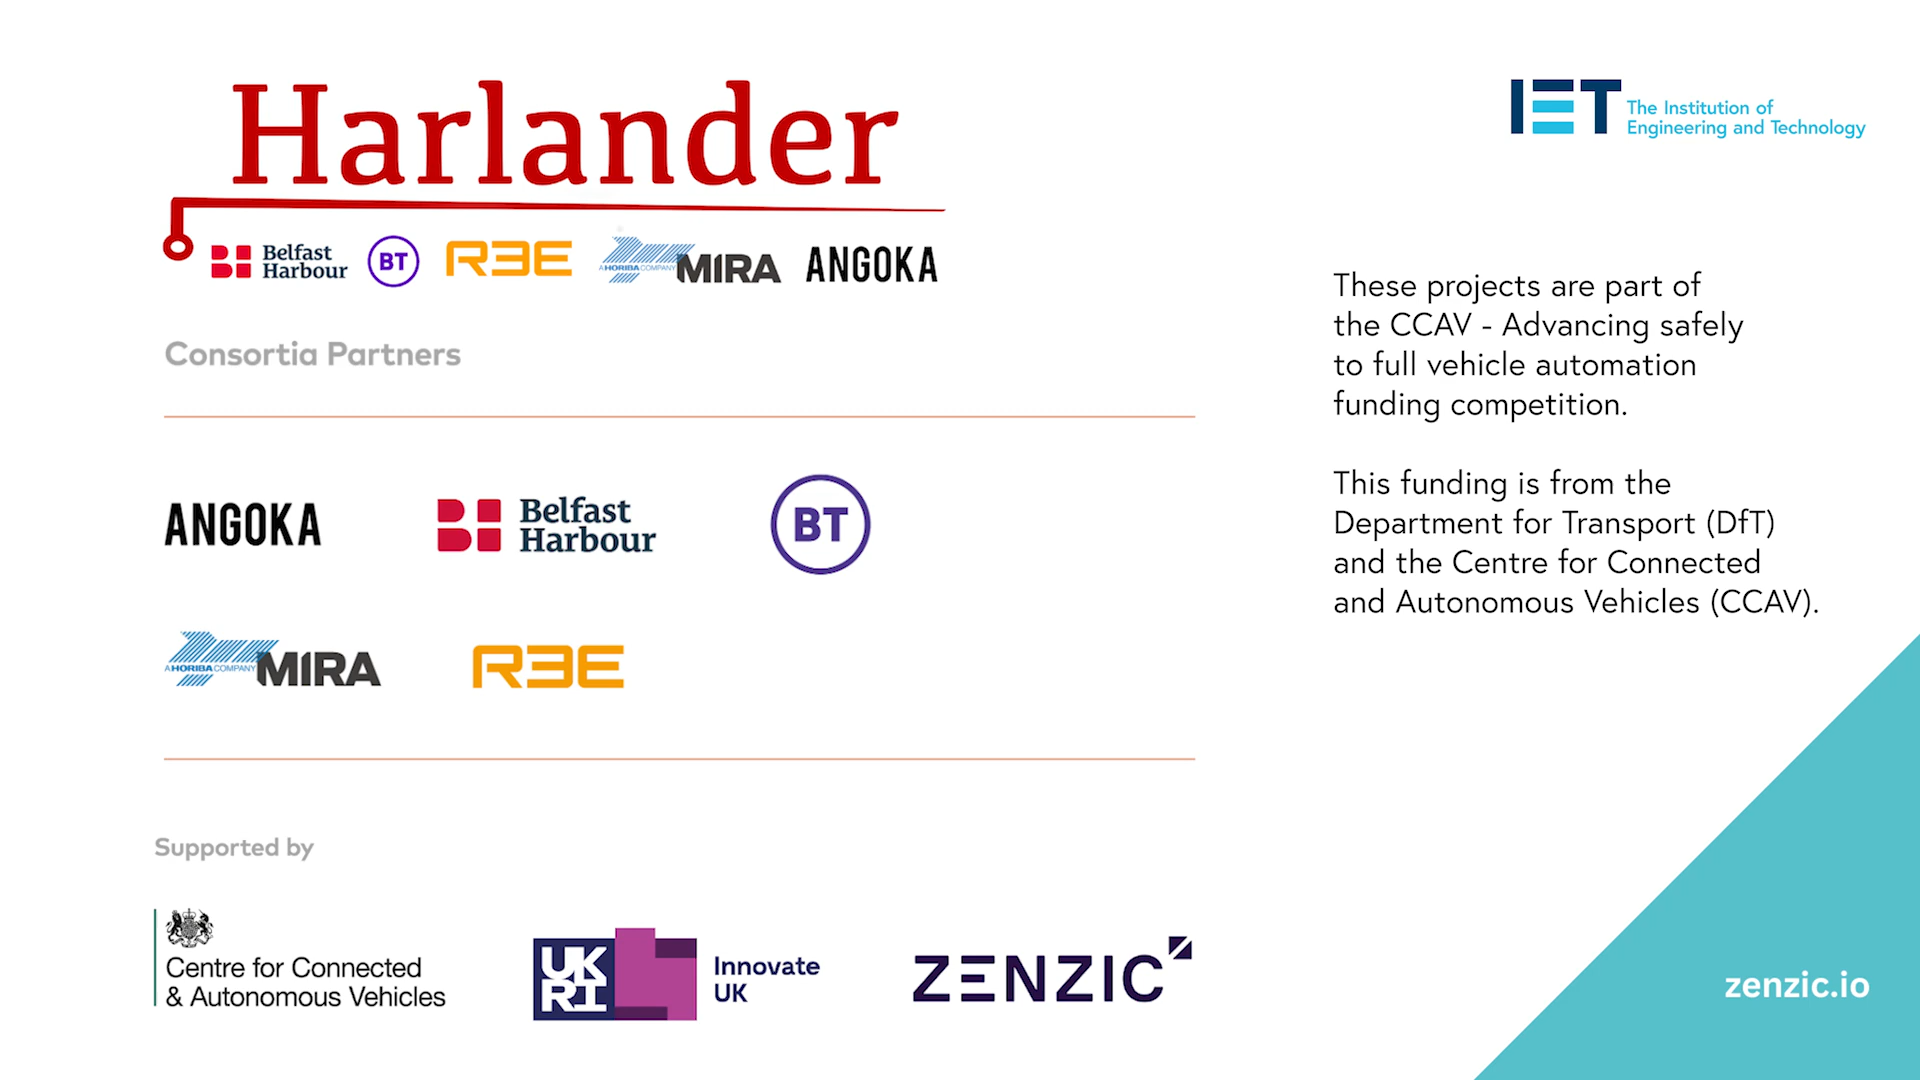 Harlander
Belfast
Harbour
BT
REE
A HORIBA COMPANY
MIRA
ANGOKA
IET
The Institution of
Engineering and Technology
Consortia Partners
ANGOKA
Belfast
Harbour
BT
A HORIBA COMPANY
MIRA
REE
These projects are part of
the CCAV - Advancing safely
to full vehicle automation
funding competition.
This funding is from the
Department for Transport (DfT)
and the Centre for Connected
and Autonomous Vehicles (CCAV).
Supported by
Centre for Connected
& Autonomous Vehicles
UK
RI
Innovate
UK
ZENZIC
zenzic.io